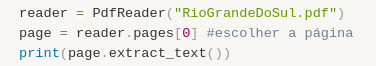 reader = PdfReader("RioGrandeDoSul.pdf")
page = reader.pages[0] #escolher a página
print(page.extract_text())